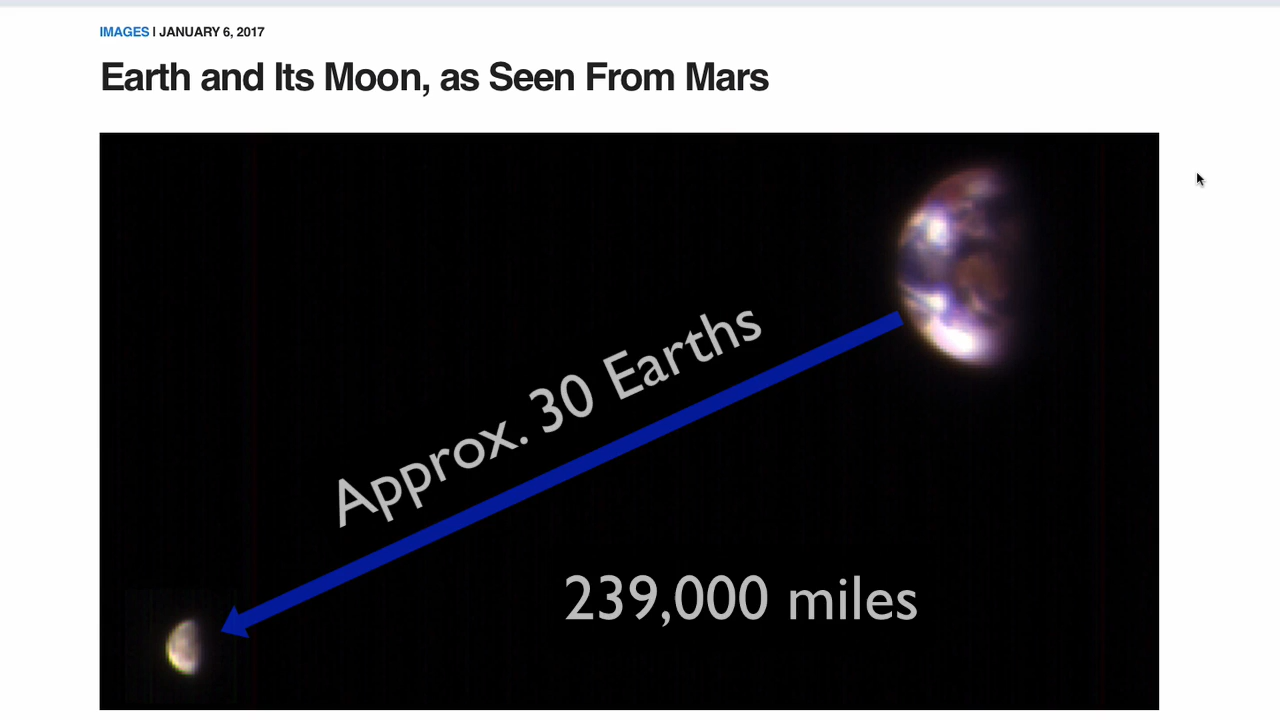 IMAGES | JANUARY 6, 2017
Earth and Its Moon, as Seen From Mars
Approx. 30 Earths
239,000 miles